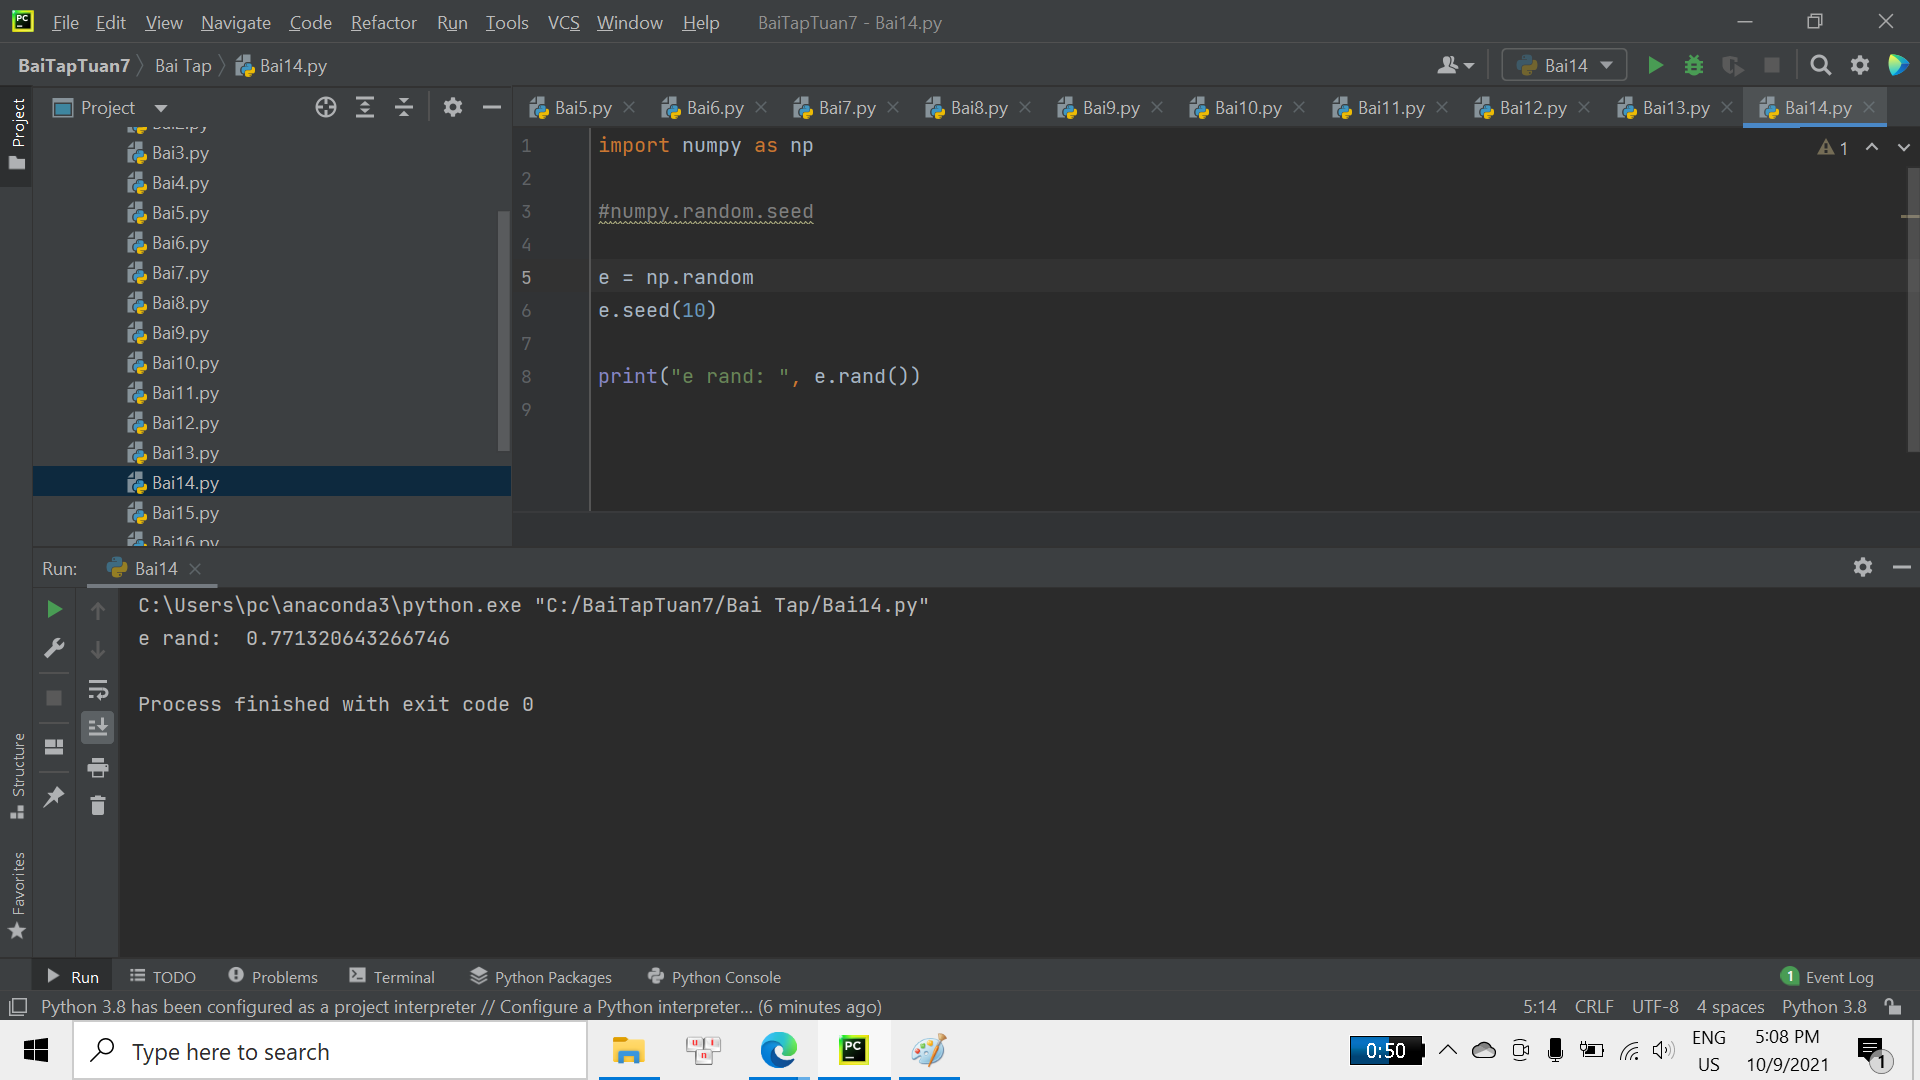 File Edit View Navigate Code Refactor Run Tools VCS Window Help BaiTapTuan7 - Bai14.py
BaiTapTuan7 Bai Tap Bai14.py
Bai14
Project
Project
Bai5.py Bai6.py Bai7.py Bai8.py Bai9.py Bai10.py Bai11.py Bai12.py Bai13.py Bai14.py
Bai2.py
Bai3.py
Bai4.py
Bai5.py
Bai6.py
Bai7.py
Bai8.py
Bai9.py
Bai10.py
Bai11.py
Bai12.py
Bai13.py
Bai14.py
Bai15.py
Bai16.py
1 import numpy as np
1
2
3 #numpy.random.seed
4
5 e = np.random
6 e.seed(10)
7
8 print("e rand: ", e.rand())
9
Run: Bai14
C:\Users\pc\anaconda3\python.exe "C:/BaiTapTuan7/Bai Tap/Bai14.py"
e rand:  0.771320643266746
Process finished with exit code 0
Structure
Favorites
Run TODO Problems Terminal Python Packages Python Console 1 Event Log
Python 3.8 has been configured as a project interpreter // Configure a Python interpreter... (6 minutes ago) 5:14 CRLF UTF-8 4 spaces Python 3.8
Type here to search
0:50
ENG
US
5:08 PM
10/9/2021
1